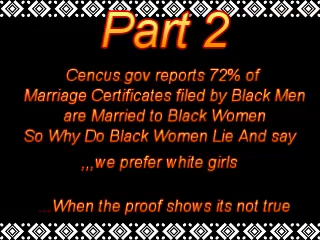 Part 2
Cencus gov reports 72% of
Marriage Certificates filed by Black Men
are Married to Black Women
So Why Do Black Women Lie And say
,,,we prefer white girls
...When the proof shows its not true